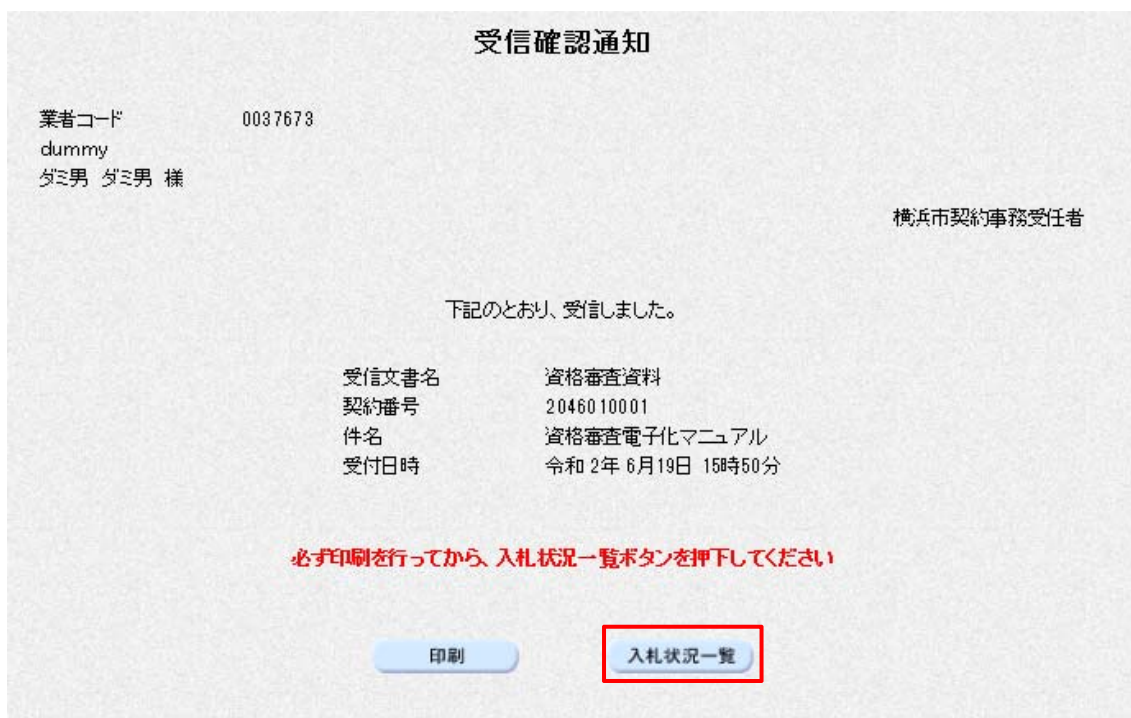 受信確認通知
業者コード 0037673
dummy
ダミ男 ダミ男 様
横浜市契約事務受任者
下記のとおり、受信しました。
受信文書名 資格審査資料
契約番号 2046010001
件名 資格審査電子化マニュアル
受付日時 令和 2年 6月19日 15時50分
必ず印刷を行ってから、入札状況一覧ボタンを押下してください
印刷 入札状況一覧